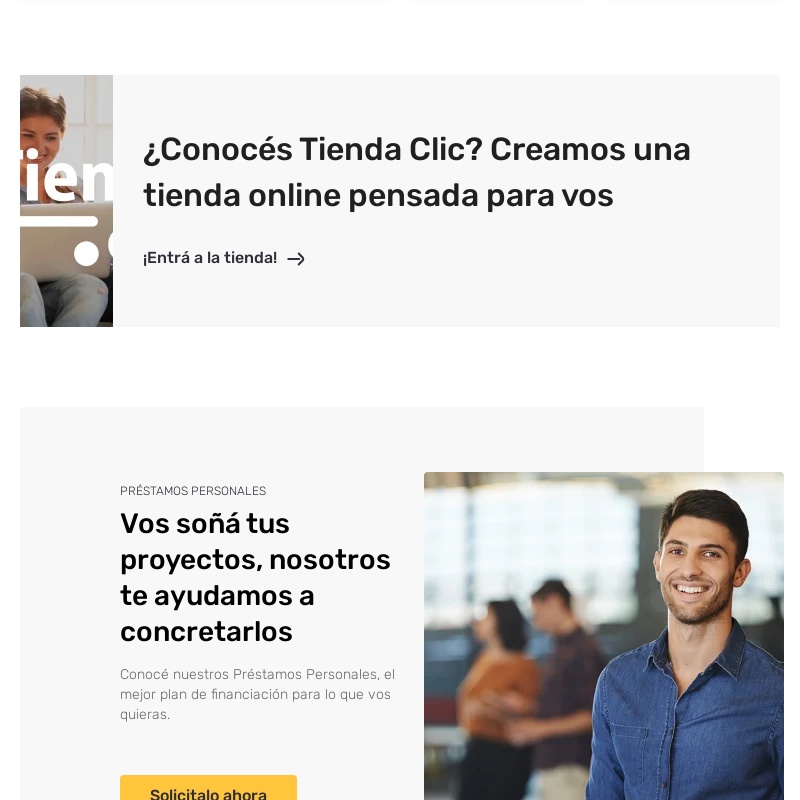 ¿Conocés Tienda Clic? Creamos una
tienda online pensada para vos
¡Entrá a la tienda!
PRÉSTAMOS PERSONALES
Vos soñá tus
proyectos, nosotros
te ayudamos a
concretarlos
Conocé nuestros Préstamos Personales, el
mejor plan de financiación para lo que vos
quieras.
Solicitalo ahora